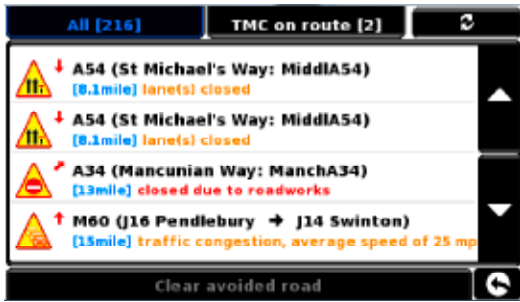 All [216]
TMC on route [2]
A54 (St Michael's Way: MiddlA54)
[8.1mile] lane(s) closed
A54 (St Michael's Way: MiddlA54)
[8.1mile] lane(s) closed
A34 (Mancunian Way: ManchA34)
[13mile] closed due to roadworks
M60 (J16 Pendlebury → J14 Swinton)
[15mile] traffic congestion, average speed of 25 mp
Clear avoided road